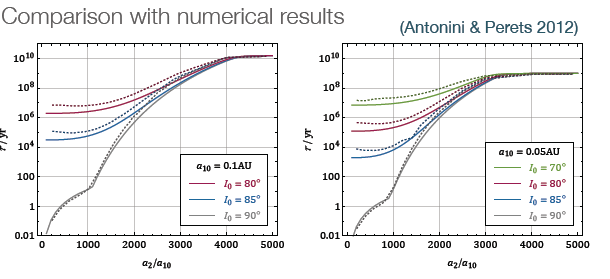 Comparison with numerical results
(Antonini & Perets 2012)
τ / yr
10¹⁰
10⁸
10⁶
10⁴
100
1
0.01
a₁₀ = 0.1AU
I₀ = 80°
I₀ = 85°
I₀ = 90°
0 1000 2000 3000 4000 5000
a₂/a₁₀
τ / yr
10¹⁰
10⁸
10⁶
10⁴
100
1
0.01
a₁₀ = 0.05AU
I₀ = 70°
I₀ = 80°
I₀ = 85°
I₀ = 90°
0 1000 2000 3000 4000 5000
a₂/a₁₀